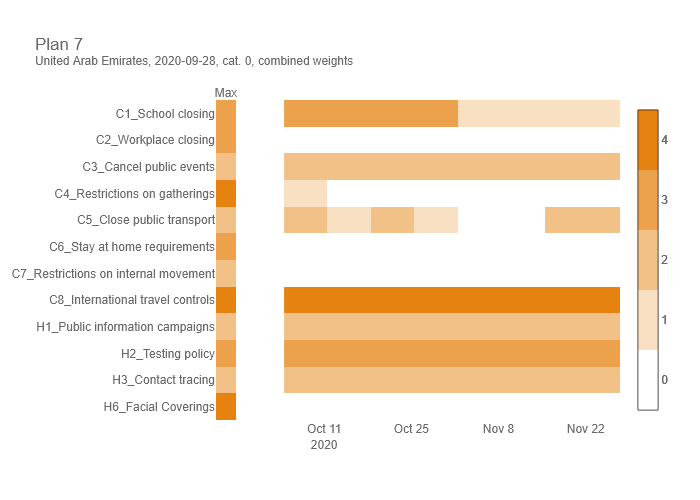 Plan 7
United Arab Emirates, 2020-09-28, cat. 0, combined weights
Max
C1_School closing
C2_Workplace closing
C3_Cancel public events
C4_Restrictions on gatherings
C5_Close public transport
C6_Stay at home requirements
C7_Restrictions on internal movement
C8_International travel controls
H1_Public information campaigns
H2_Testing policy
H3_Contact tracing
H6_Facial Coverings
Oct 11 Oct 25 Nov 8 Nov 22
2020
4
3
2
1
0